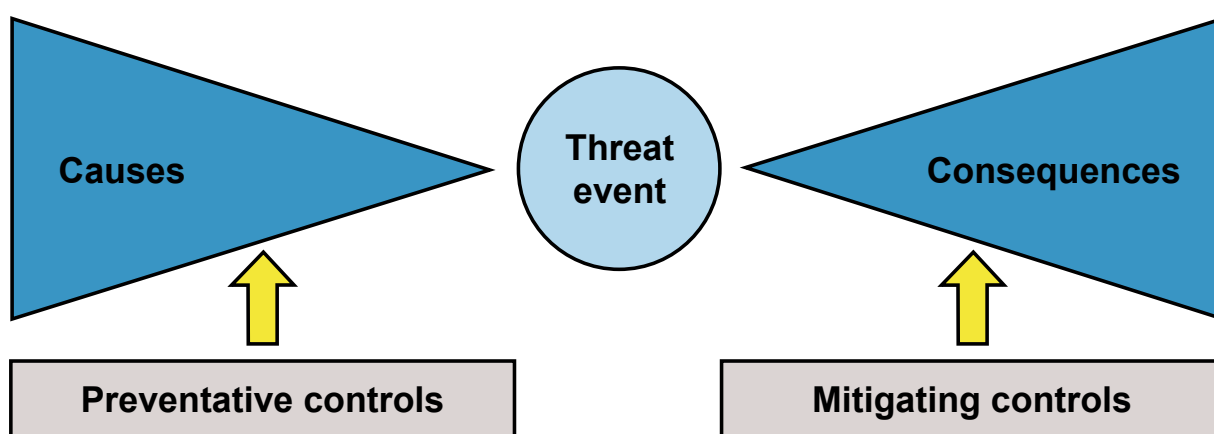 Causes
Threat
event
Consequences
Preventative controls
Mitigating controls